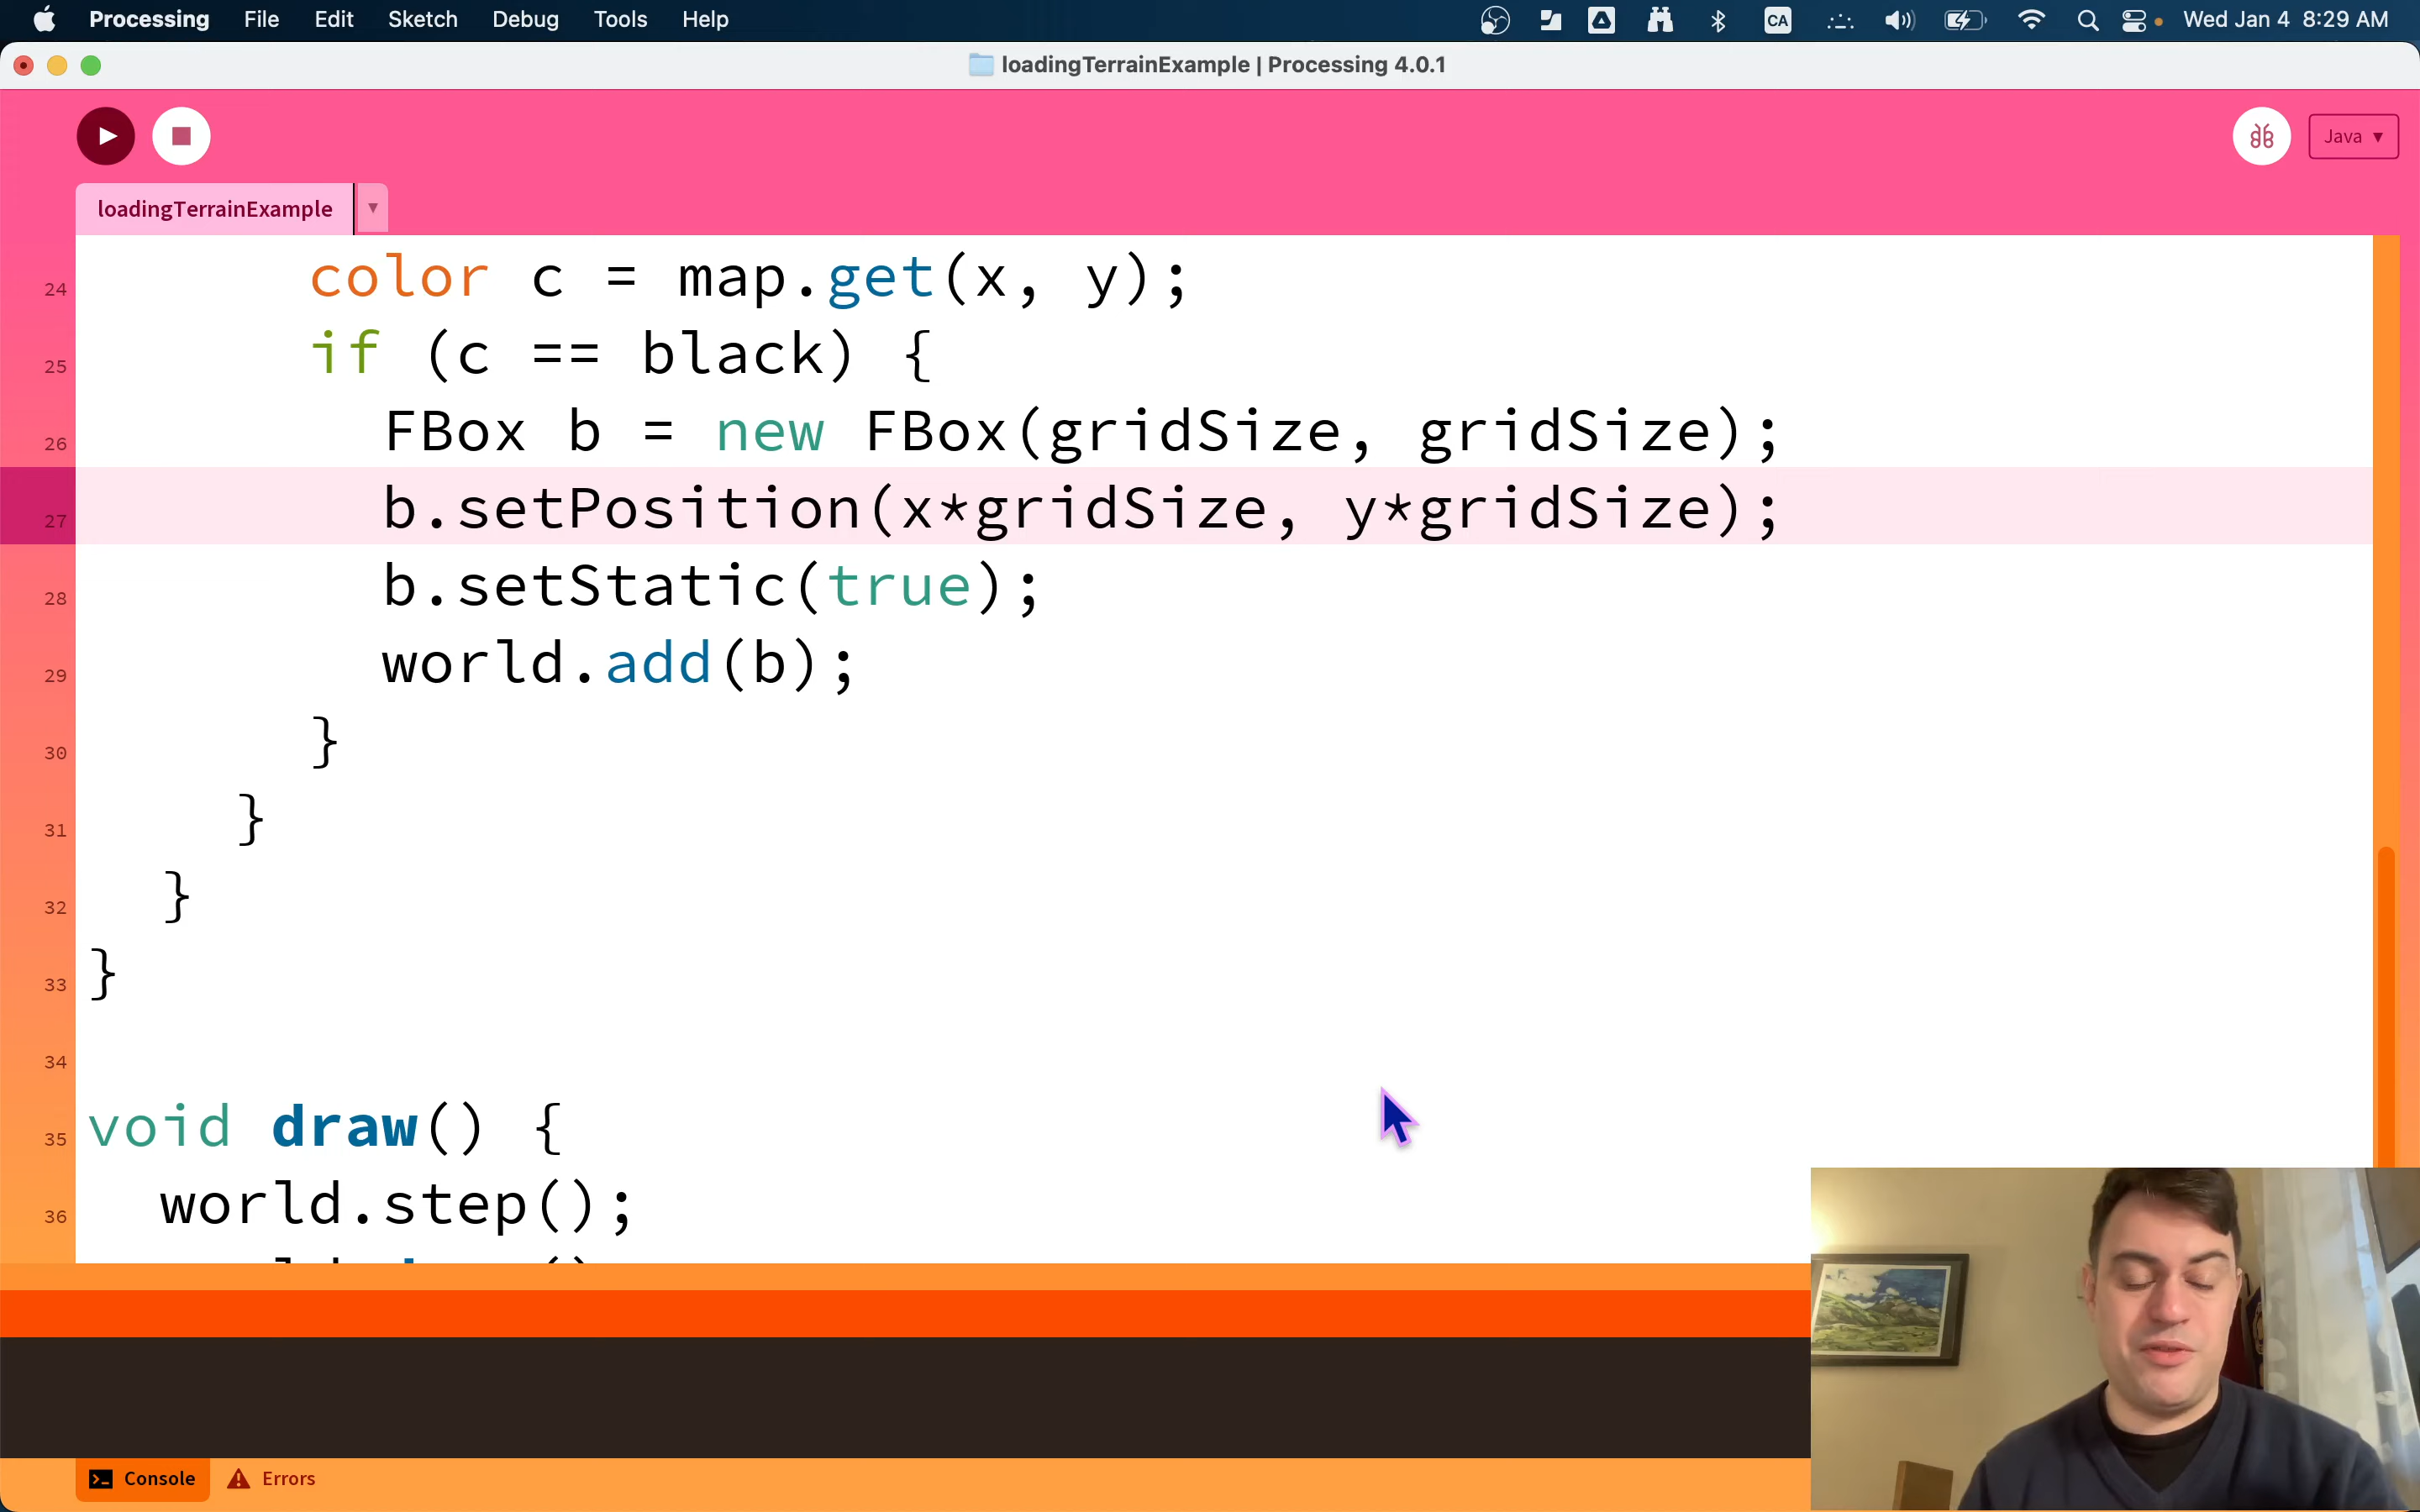 Processing File Edit Sketch Debug Tools Help CA Wed Jan 4 8:29 AM
loadingTerrainExample | Processing 4.0.1
Java
loadingTerrainExample
24 color c = map.get(x, y);
25 if (c == black) {
26 FBox b = new FBox(gridSize, gridSize);
27 b.setPosition(x*gridSize, y*gridSize);
28 b.setStatic(true);
29 world.add(b);
30 }
31 }
32 }
33 }
34
35 void draw() {
36 world.step();
Console Errors